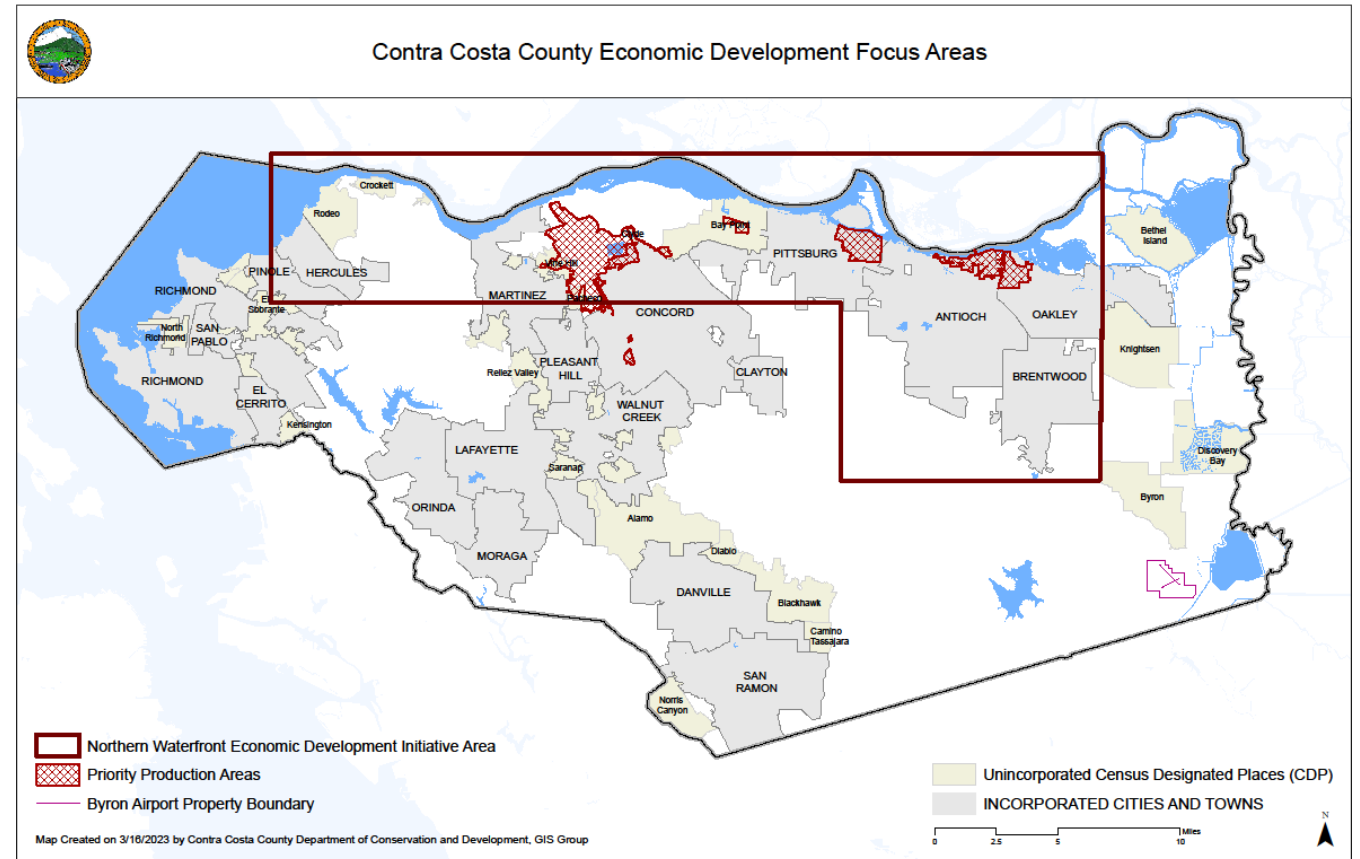 Contra Costa County Economic Development Focus Areas
Crockett
Rodeo
Clyde
Bay Point
Bethel
Island
PITTSBURG
Vine Hill
PINOLE
HERCULES
RICHMOND
MARTINEZ
Pacheco
El
Sobrante
CONCORD
ANTIOCH
OAKLEY
North
Richmond
SAN
PABLO
Knightsen
Reliez Valley
PLEASANT
HILL
CLAYTON
BRENTWOOD
RICHMOND
EL
CERRITO
WALNUT
CREEK
Kensington
LAFAYETTE
Saranap
Discovery
Bay
Byron
ORINDA
Alamo
MORAGA
Diablo
DANVILLE
Blackhawk
Camino
Tassajara
SAN
RAMON
Norris
Canyon
Northern Waterfront Economic Development Initiative Area
Priority Production Areas
Byron Airport Property Boundary
Map Created on 3/16/2023 by Contra Costa County Department of Conservation and Development, GIS Group
Unincorporated Census Designated Places (CDP)
INCORPORATED CITIES AND TOWNS
Miles
0 2.5 5 10
N